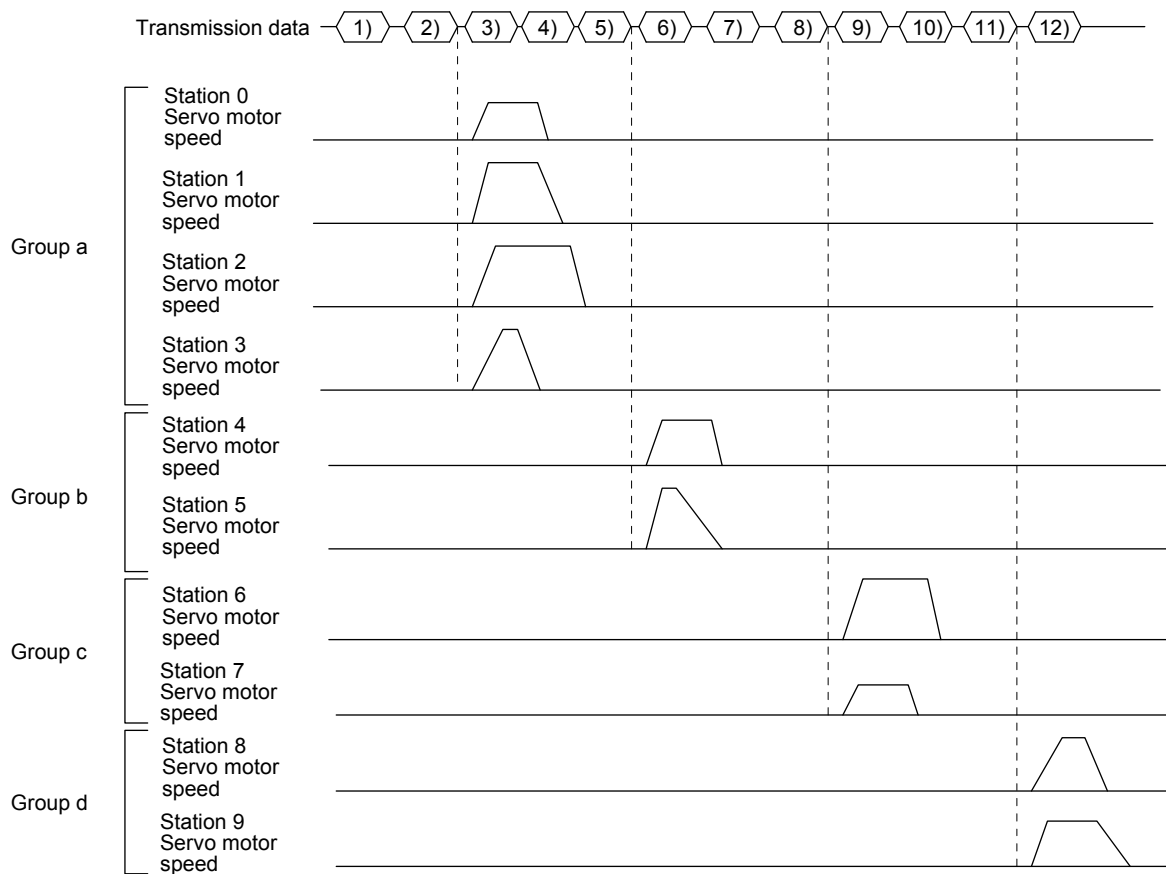 Transmission data 1) 2) 3) 4) 5) 6) 7) 8) 9) 10) 11) 12)
Group a
Station 0
Servo motor
speed
Station 1
Servo motor
speed
Station 2
Servo motor
speed
Station 3
Servo motor
speed
Group b
Station 4
Servo motor
speed
Station 5
Servo motor
speed
Group c
Station 6
Servo motor
speed
Station 7
Servo motor
speed
Group d
Station 8
Servo motor
speed
Station 9
Servo motor
speed